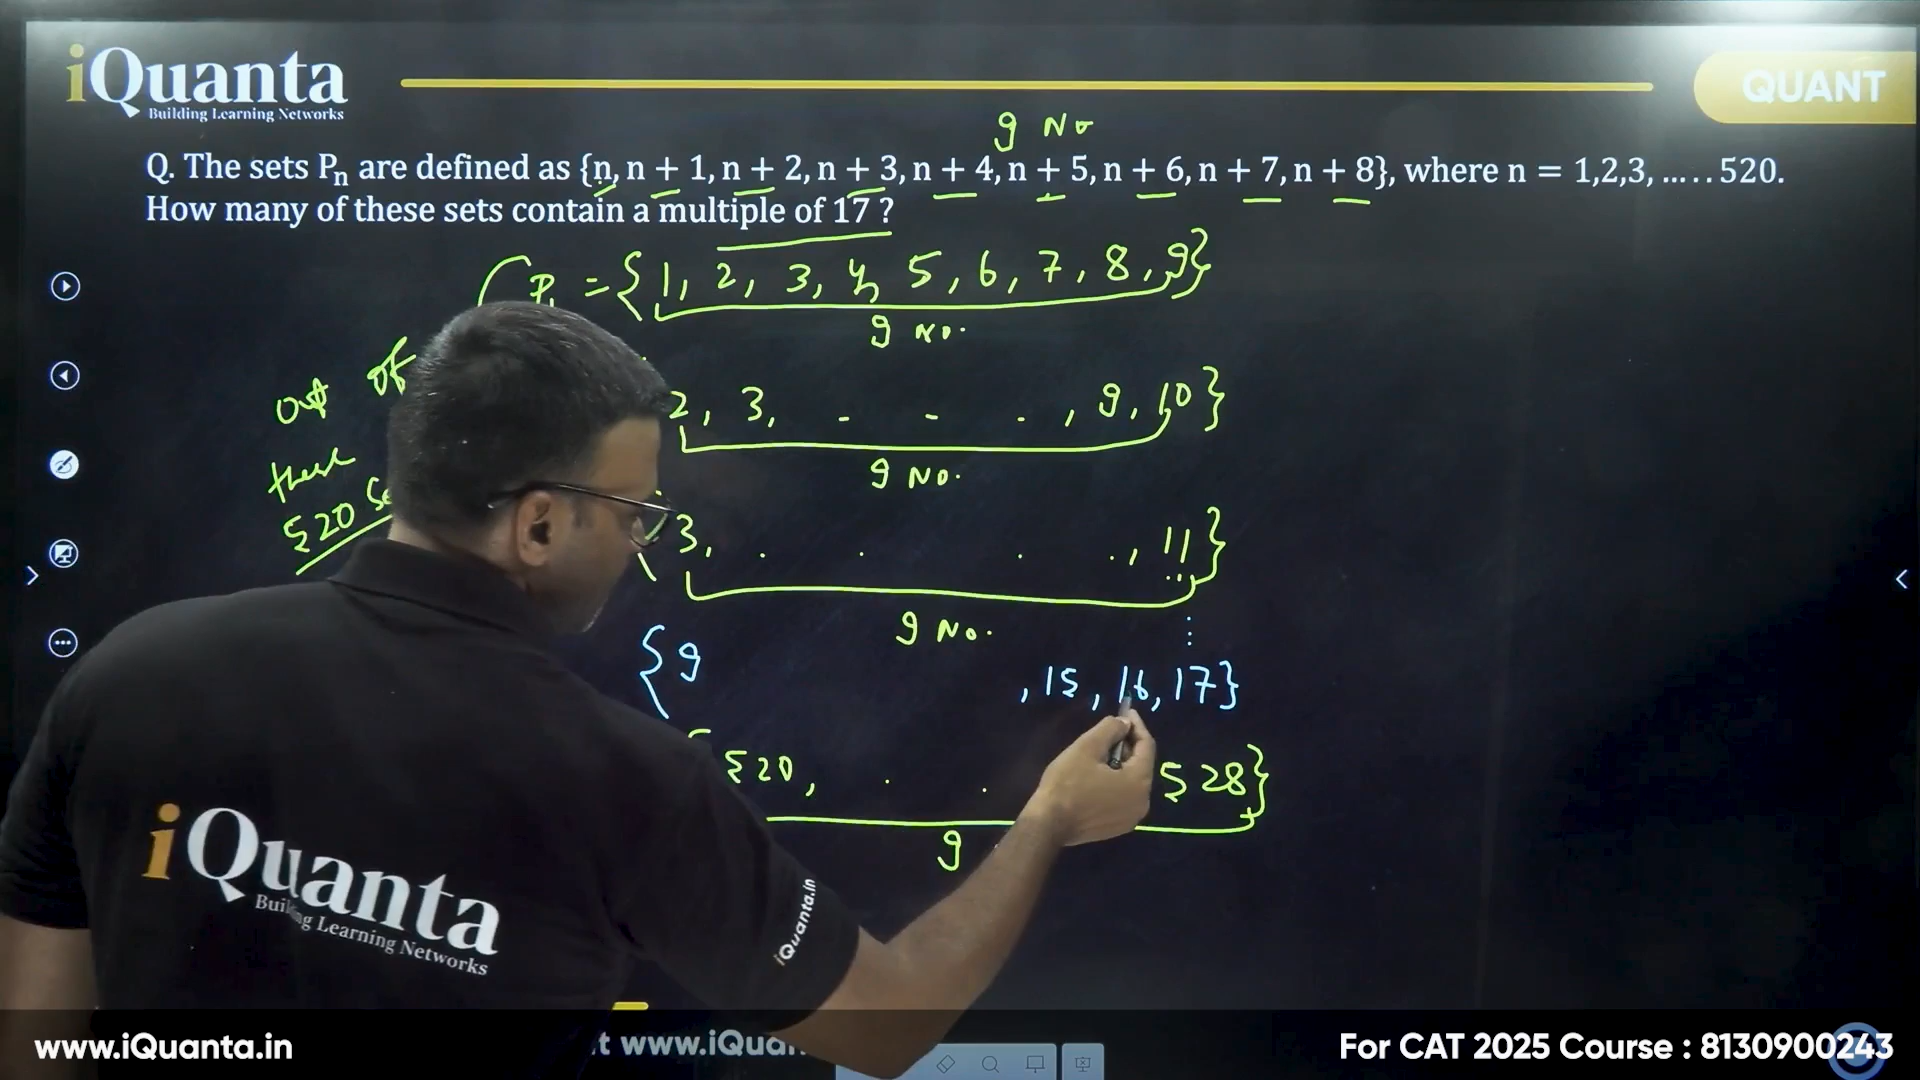 iQuanta
Building Learning Networks
QUANT
9 No
Q. The sets Pn are defined as {n, n + 1, n + 2, n + 3, n + 4, n + 5, n + 6, n + 7, n + 8}, where n = 1,2,3, ..... 520.
How many of these sets contain a multiple of 17 ?
P1 = {1, 2, 3, 4, 5, 6, 7, 8, 9}
9 No.
out of
2, 3, - - . , 9, 10}
9 No.
these
520 Se
3, . . . ., 11}
9 No.
{9 , 15, 16, 17}
{520, . . 528}
9
iQuanta
Building Learning Networks
iQuanta.in
www.iQuanta.in
t www.iQua
For CAT 2025 Course : 8130900243